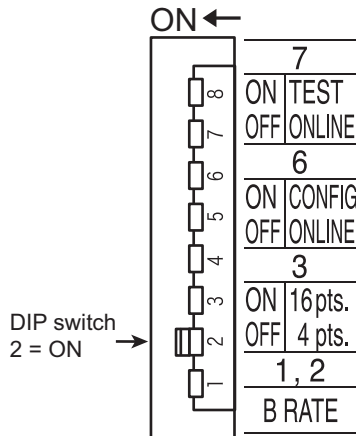 ON ←
8
7
6
5
4
3
2
1
DIP switch
2 = ON →
7
ON TEST
OFF ONLINE
6
ON CONFIG
OFF ONLINE
3
ON 16 pts.
OFF 4 pts.
1, 2
B RATE